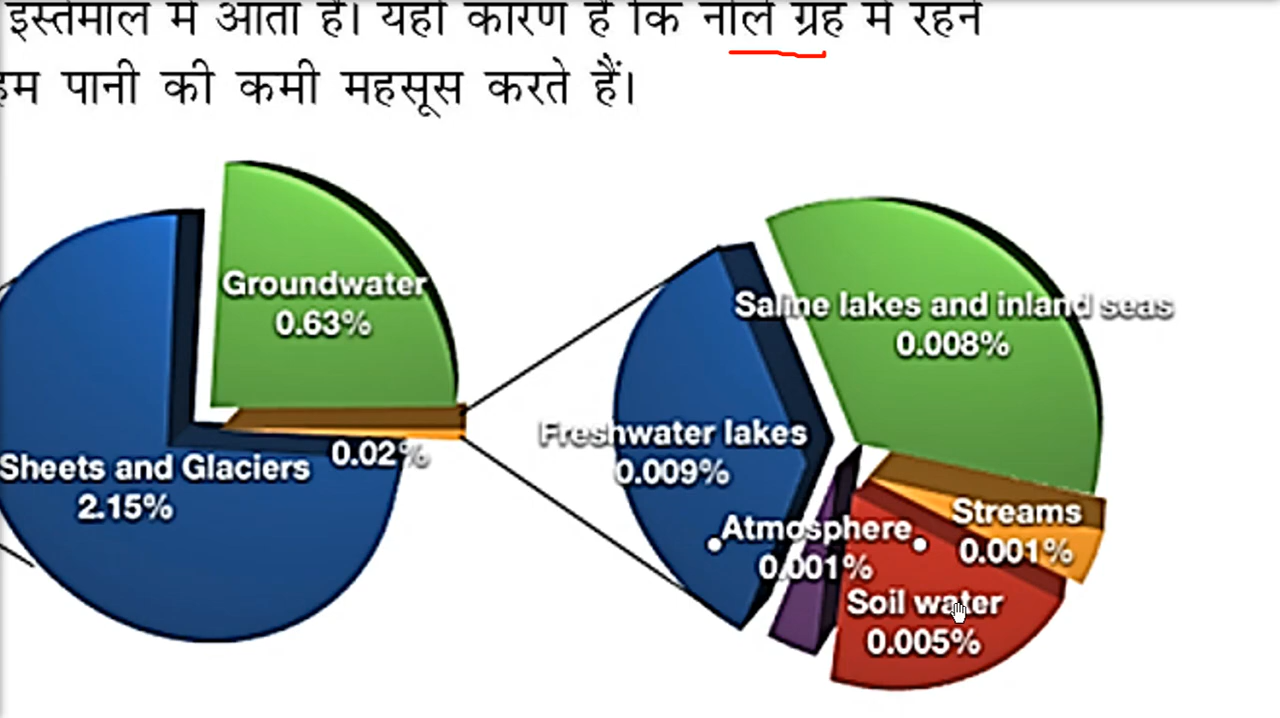 इस्तेमाल में आता है। यही कारण है कि नीले ग्रह में रहने
हम पानी की कमी महसूस करते हैं।
Groundwater
0.63%
0.02%
Sheets and Glaciers
2.15%
Saline lakes and inland seas
0.008%
Freshwater lakes
0.009%
Atmosphere
0.001%
Streams
0.001%
Soil water
0.005%